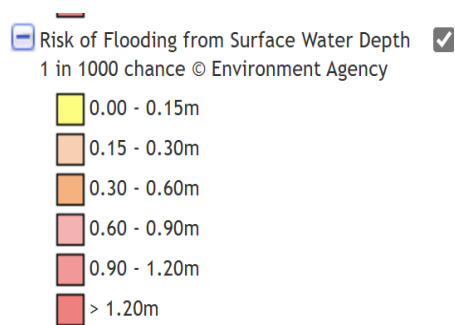 Risk of Flooding from Surface Water Depth
1 in 1000 chance © Environment Agency
0.00 - 0.15m
0.15 - 0.30m
0.30 - 0.60m
0.60 - 0.90m
0.90 - 1.20m
> 1.20m